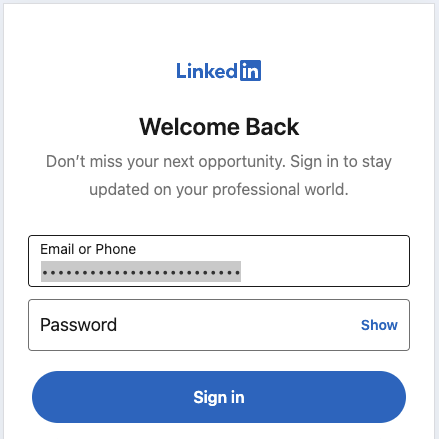 LinkedIn
Welcome Back
Don’t miss your next opportunity. Sign in to stay
updated on your professional world.
Email or Phone
•••••••••••••••••••••••••
Password Show
Sign in